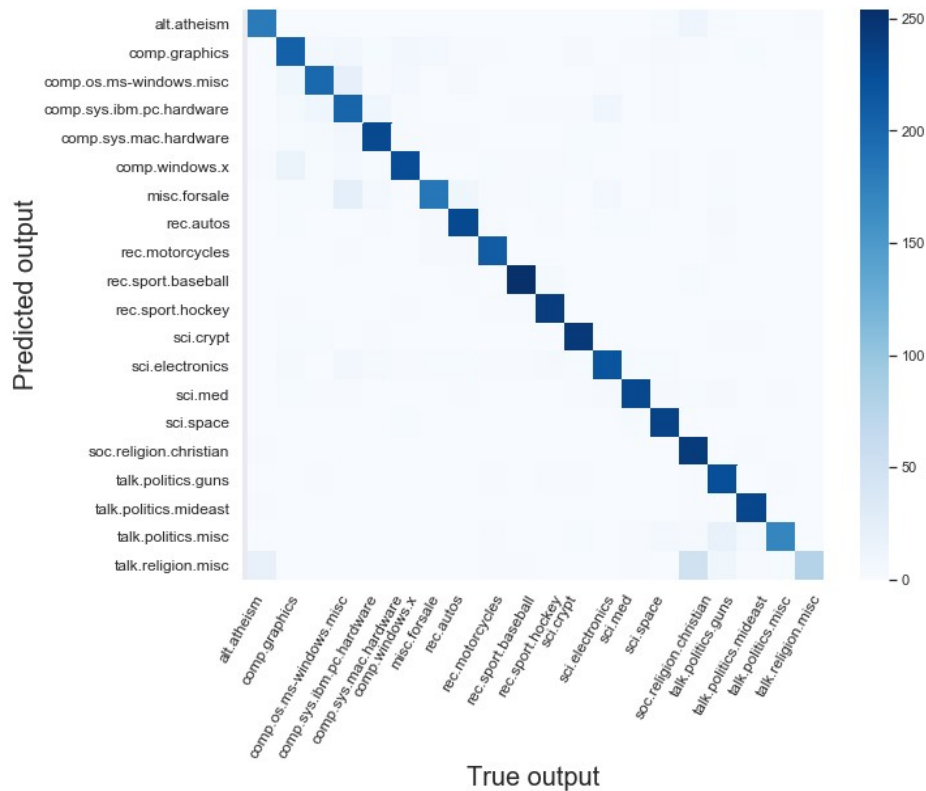 alt.atheism
comp.graphics
comp.os.ms-windows.misc
comp.sys.ibm.pc.hardware
comp.sys.mac.hardware
comp.windows.x
misc.forsale
rec.autos
rec.motorcycles
rec.sport.baseball
rec.sport.hockey
sci.crypt
sci.electronics
sci.med
sci.space
soc.religion.christian
talk.politics.guns
talk.politics.mideast
talk.politics.misc
talk.religion.misc
Predicted output
alt.atheism
comp.graphics
comp.os.ms-windows.misc
comp.sys.ibm.pc.hardware
comp.sys.mac.hardware
comp.windows.x
misc.forsale
rec.autos
rec.motorcycles
rec.sport.baseball
rec.sport.hockey
sci.crypt
sci.electronics
sci.med
sci.space
soc.religion.christian
talk.politics.guns
talk.politics.mideast
talk.politics.misc
talk.religion.misc
True output
250
200
150
100
50
0